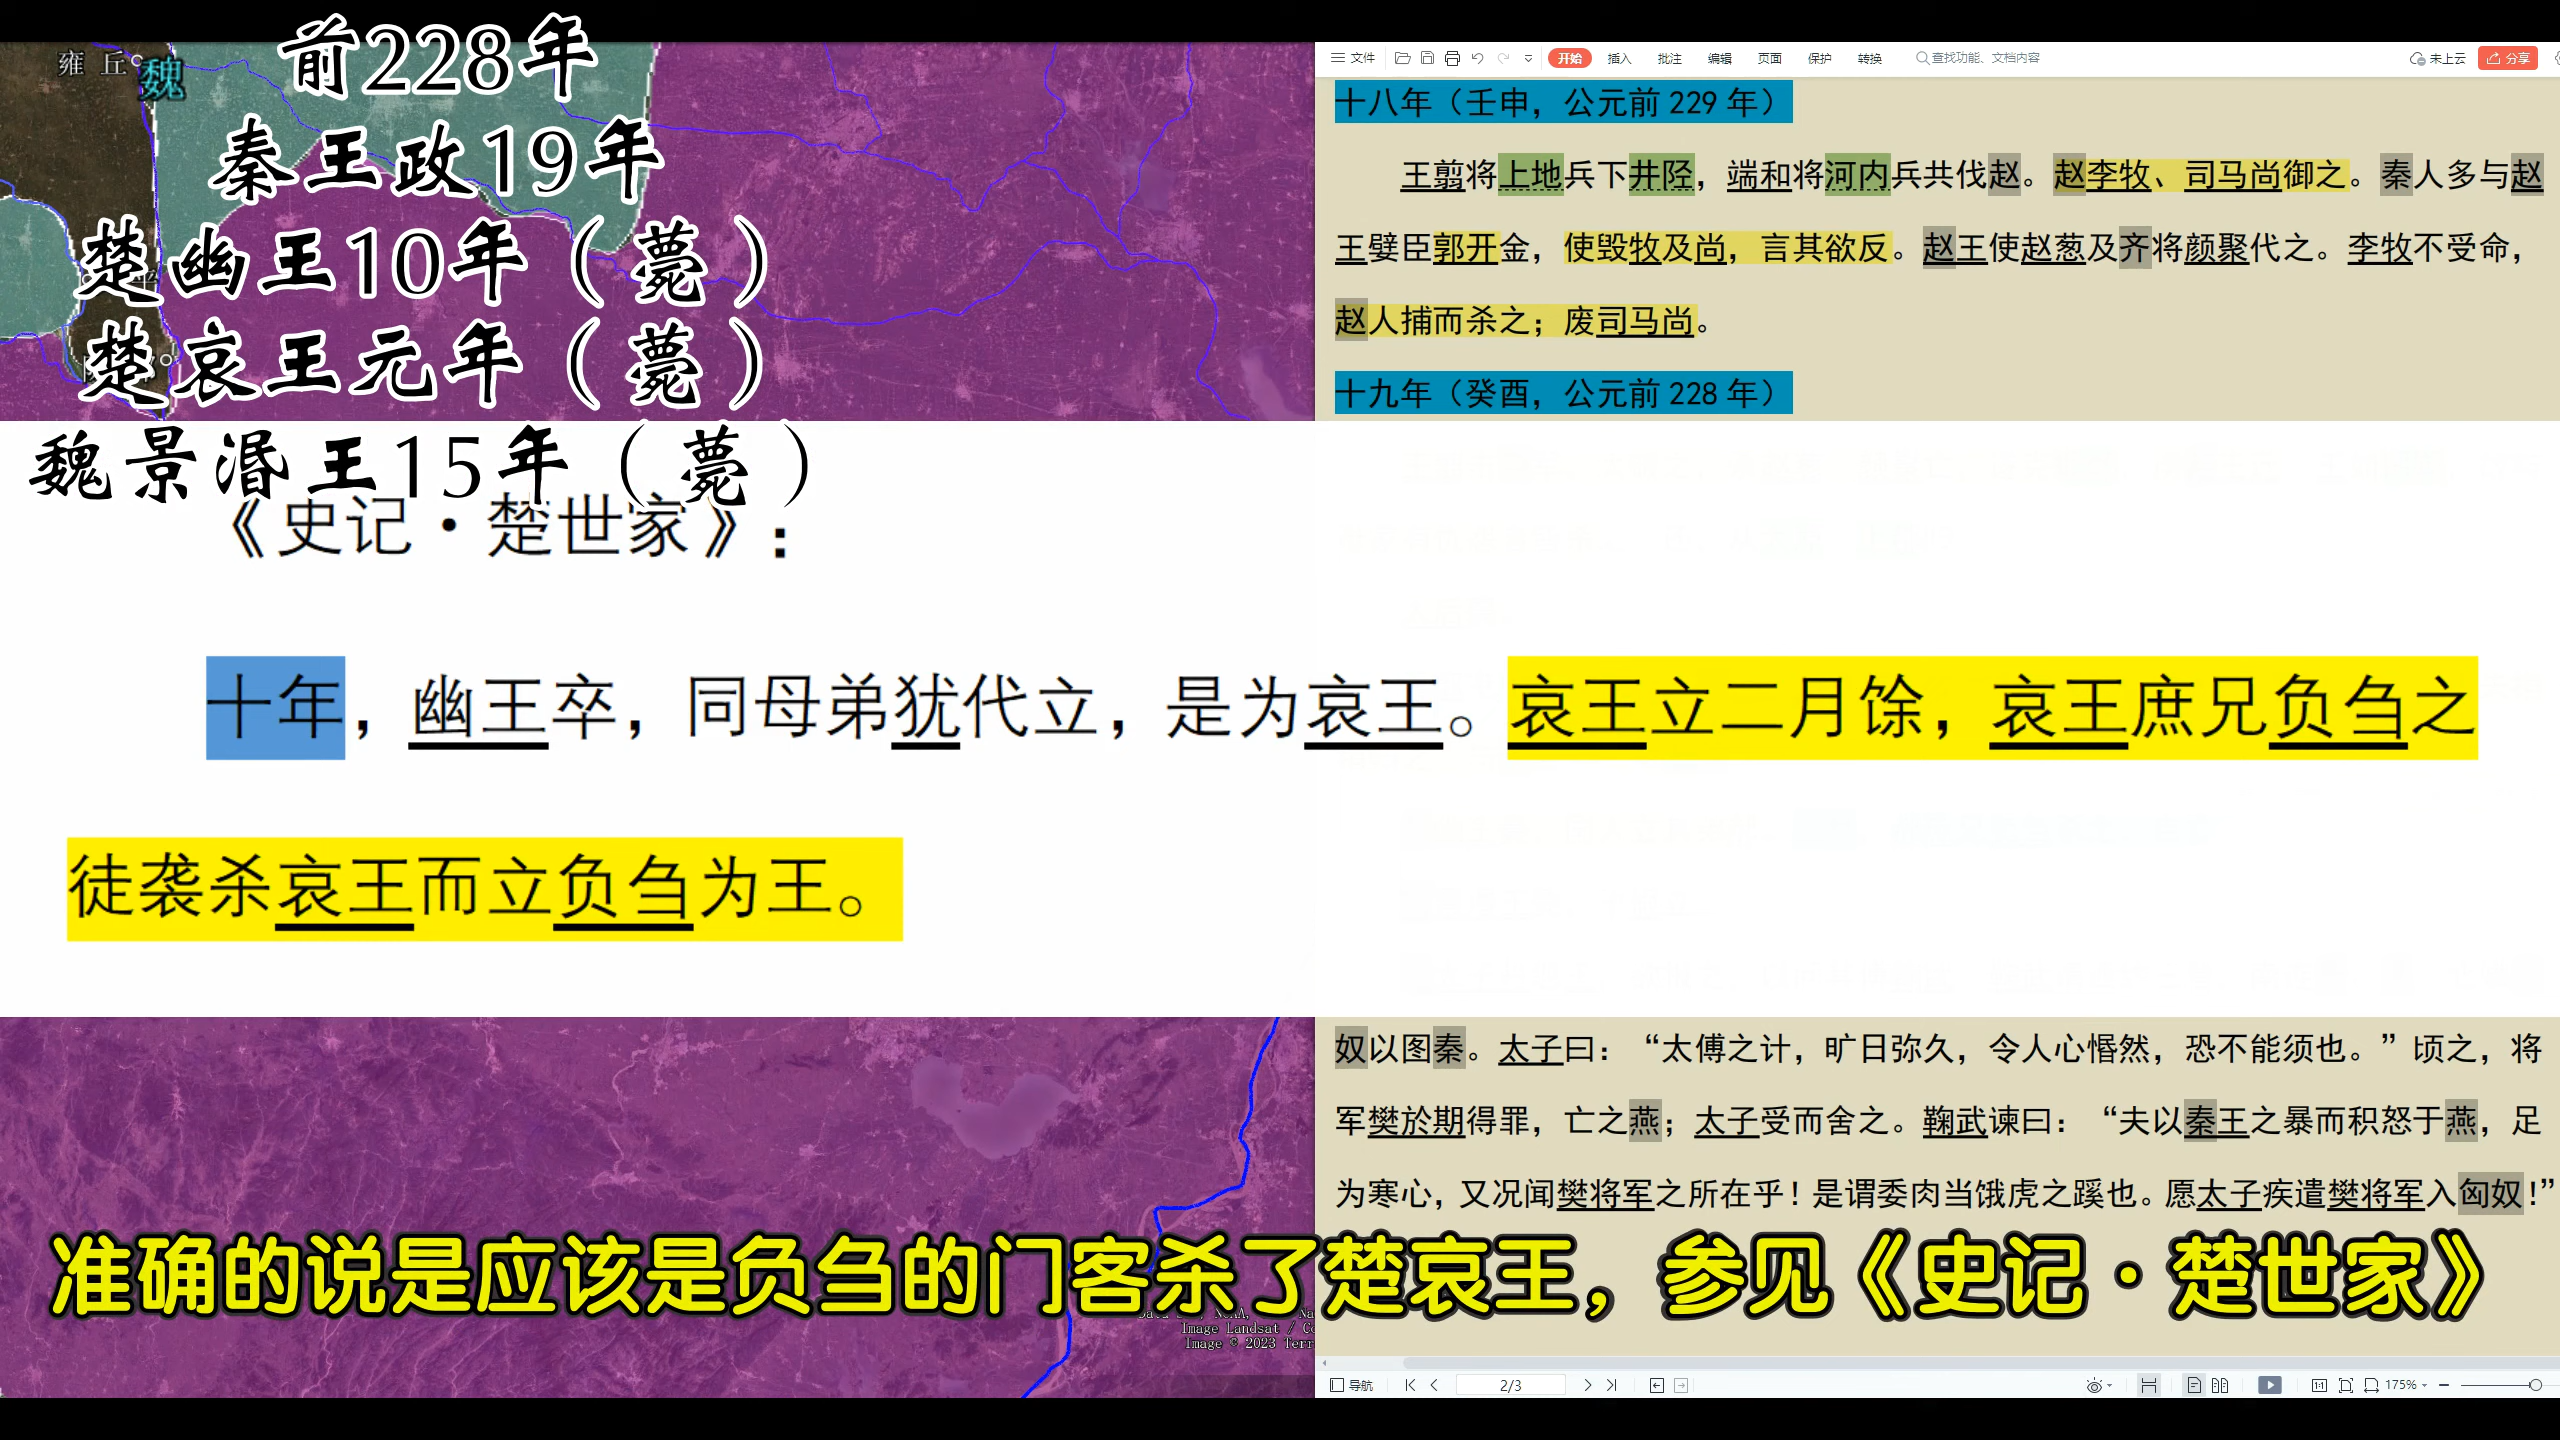 雍丘
魏
前228年
秦王政19年
楚幽王10年（薨）
楚哀王元年（薨）
魏景湣王15年（薨）
文件
开始
插入
批注
编辑
页面
保护
转换
查找功能、文档内容
未上云
分享
十八年（壬申，公元前 229 年）
王翦将上地兵下井陉，端和将河内兵共伐赵。赵李牧、司马尚御之。秦人多与赵
王嬖臣郭开金，使毁牧及尚，言其欲反。赵王使赵葱及齐将颜聚代之。李牧不受命，
赵人捕而杀之；废司马尚。
十九年（癸酉，公元前 228 年）
《史记·楚世家》：
十年，幽王卒，同母弟犹代立，是为哀王。哀王立二月馀，哀王庶兄负刍之
徒袭杀哀王而立负刍为王。
奴以图秦。太子曰：“太傅之计，旷日弥久，令人心惛然，恐不能须也。”顷之，将
军樊於期得罪，亡之燕；太子受而舍之。鞠武谏曰：“夫以秦王之暴而积怒于燕，足
为寒心，又况闻樊将军之所在乎！是谓委肉当饿虎之蹊也。愿太子疾遣樊将军入匈奴！”
准确的说是应该是负刍的门客杀了楚哀王，参见《史记·楚世家》
Image Landsat / Co
Image © 2023 Terr
导航
2/3
175%